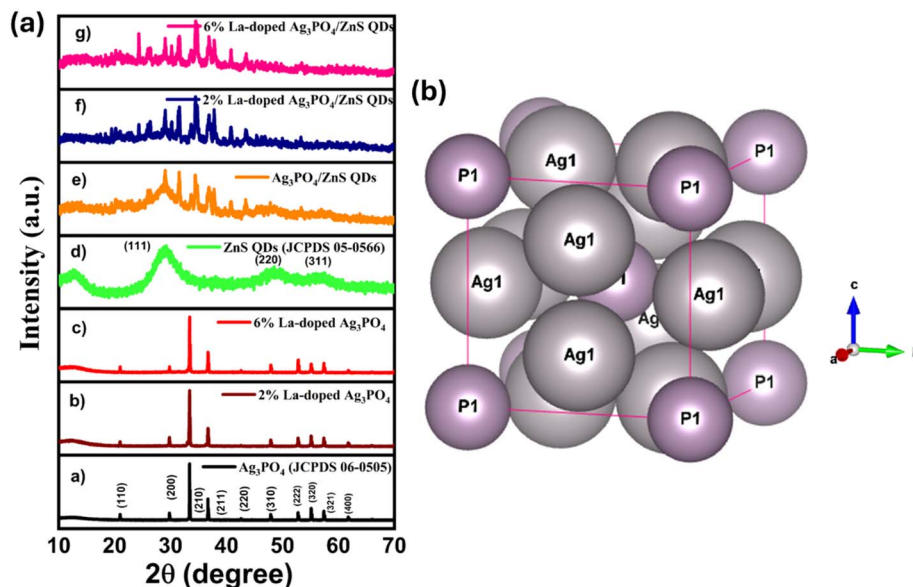 (a)
g)
6% La-doped Ag₃PO₄/ZnS QDs
f)
2% La-doped Ag₃PO₄/ZnS QDs
e)
Ag₃PO₄/ZnS QDs
d)
(111)
ZnS QDs (JCPDS 05-0566)
(220)
(311)
c)
6% La-doped Ag₃PO₄
b)
2% La-doped Ag₃PO₄
a)
Ag₃PO₄ (JCPDS 06-0505)
(110)
(200)
(210)
(211)
(220)
(310)
(222)
(320)
(321)
(400)
10 20 30 40 50 60 70
2θ (degree)
Intensity (a.u.)
(b)
P1
Ag1
P1
P1
Ag1
Ag1
Ag1
Ag
Ag1
P1
P1
P1
c
a